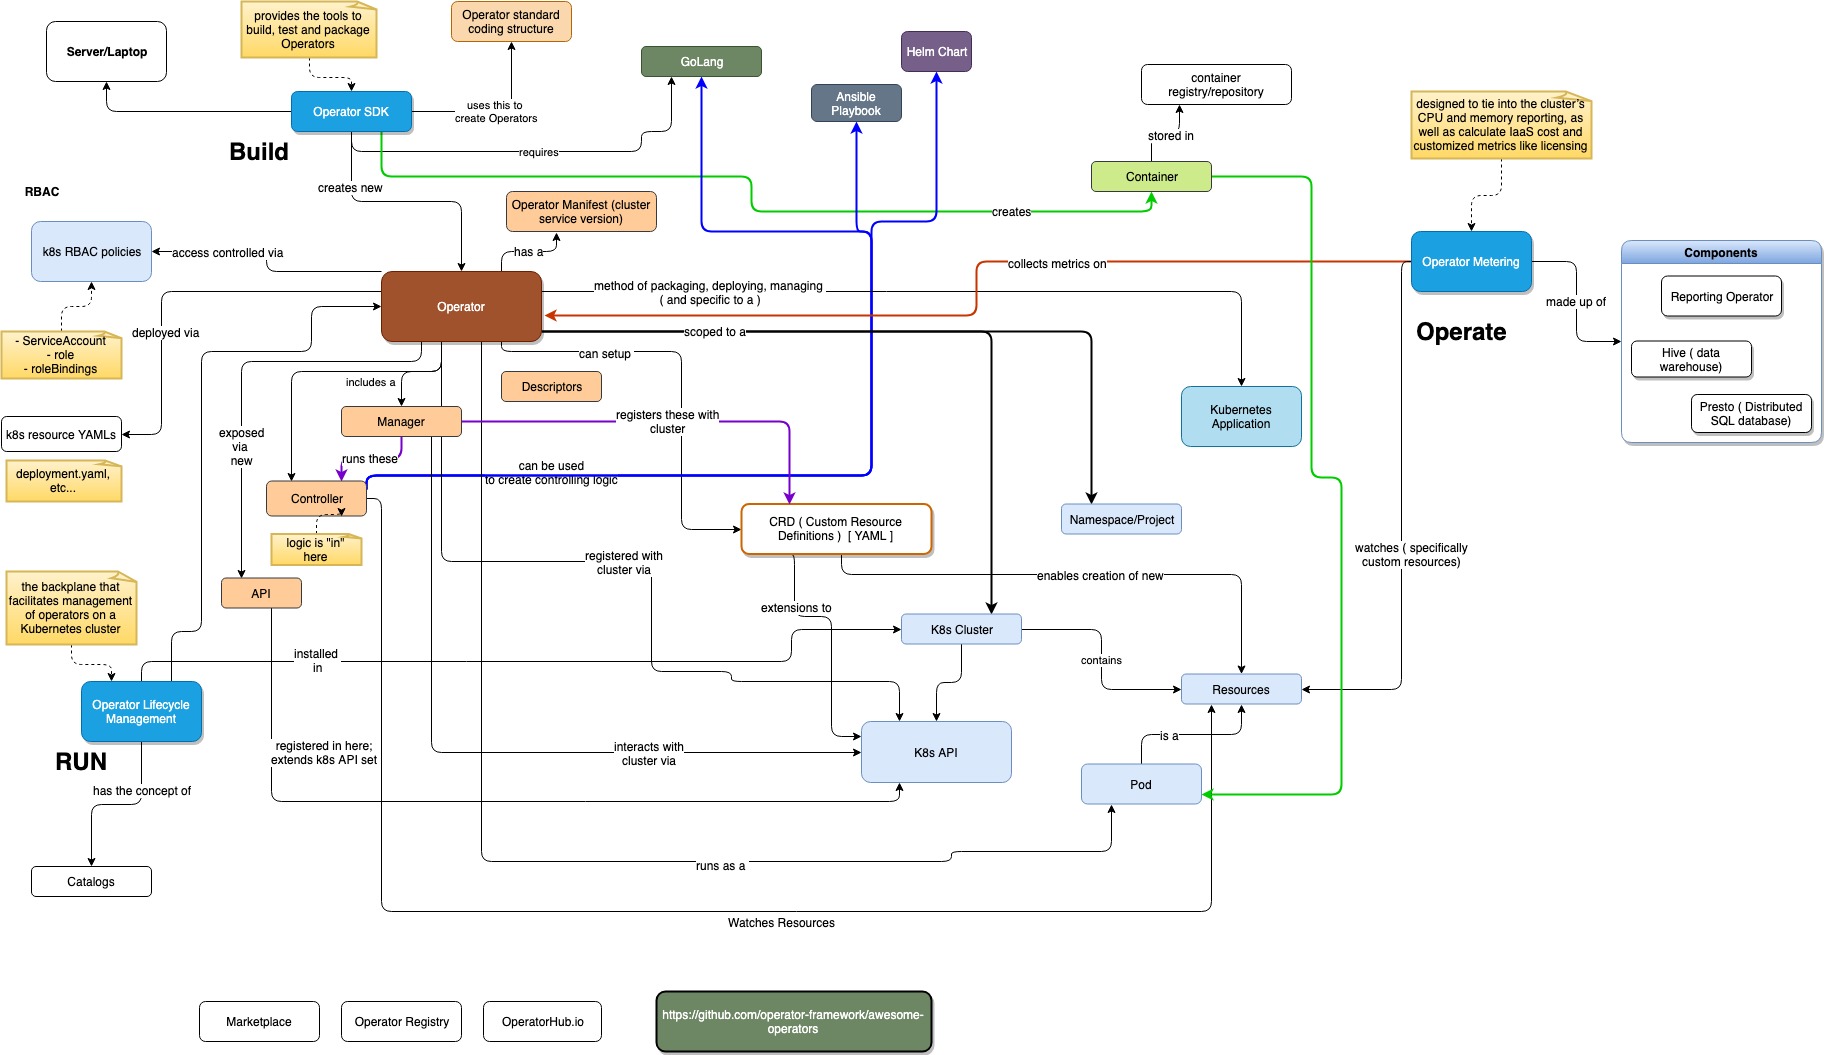 Server/Laptop
provides the tools to
build, test and package
Operators
Operator standard
coding structure
GoLang
Helm Chart
Ansible
Playbook
container
registry/repository
designed to tie into the cluster's
CPU and memory reporting, as
well as calculate IaaS cost and
customized metrics like licensing
Operator SDK
uses this to
create Operators
stored in
Build
requires
Container
RBAC
creates new
Operator Manifest (cluster
service version)
creates
k8s RBAC policies
access controlled via
has a
collects metrics on
Operator Metering
Components
Reporting Operator
made up of
Hive ( data
warehouse)
Presto ( Distributed
SQL database)
Operator
method of packaging, deploying, managing
( and specific to a )
Operate
deployed via
scoped to a
- ServiceAccount
- role
- roleBindings
can setup
includes a
Descriptors
Kubernetes
Application
Manager
registers these with
cluster
k8s resource YAMLs
exposed
via
new
runs these
deployment.yaml,
etc...
can be used
to create controlling logic
Controller
CRD ( Custom Resource
Definitions )  [ YAML ]
Namespace/Project
logic is "in"
here
registered with
cluster via
watches ( specifically
custom resources)
enables creation of new
API
the backplane that
facilitates management
of operators on a
Kubernetes cluster
extensions to
K8s Cluster
installed
in
contains
Resources
Operator Lifecycle
Management
is a
registered in here;
extends k8s API set
interacts with
cluster via
K8s API
RUN
Pod
has the concept of
runs as a
Catalogs
Watches Resources
Marketplace
Operator Registry
OperatorHub.io
https://github.com/operator-framework/awesome-
operators